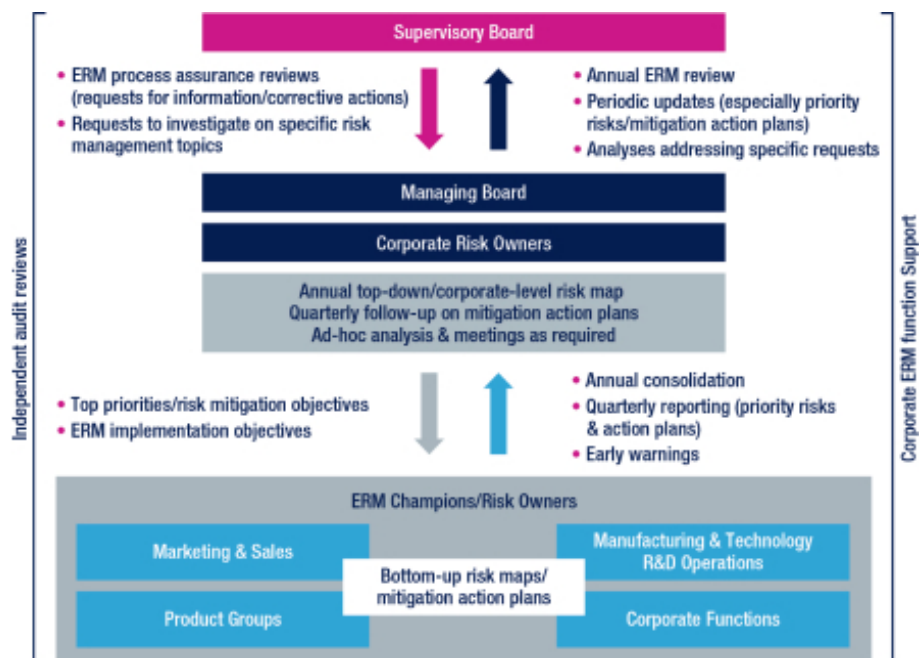 Supervisory Board
• ERM process assurance reviews
(requests for information/corrective actions)
• Requests to investigate on specific risk
management topics
• Annual ERM review
• Periodic updates (especially priority
risks/mitigation action plans)
• Analyses addressing specific requests
Managing Board
Corporate Risk Owners
Annual top-down/corporate-level risk map
Quarterly follow-up on mitigation action plans
Ad-hoc analysis & meetings as required
Independent audit reviews
Corporate ERM function Support
• Top priorities/risk mitigation objectives
• ERM implementation objectives
• Annual consolidation
• Quarterly reporting (priority risks
& action plans)
• Early warnings
ERM Champions/Risk Owners
Marketing & Sales
Manufacturing & Technology
R&D Operations
Bottom-up risk maps/
mitigation action plans
Product Groups
Corporate Functions